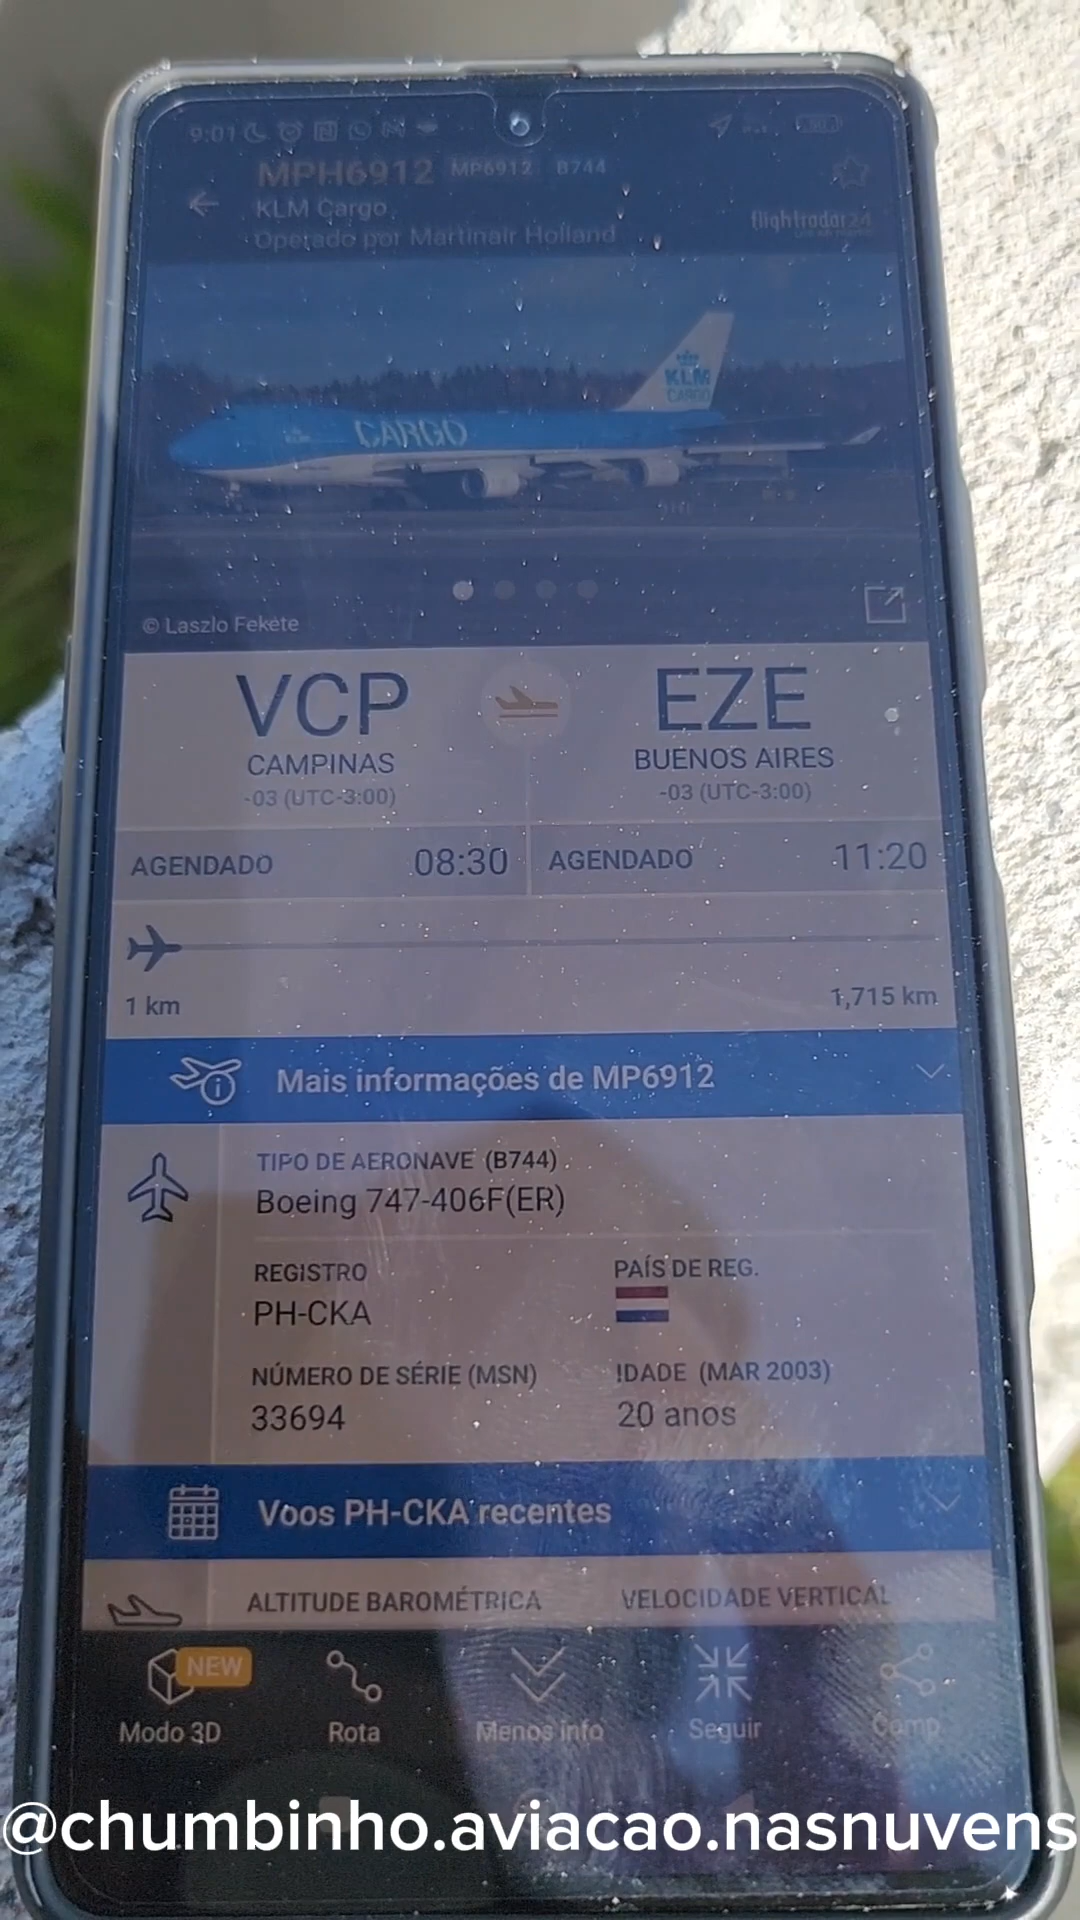 9:01
MPH6912 MP6912 B744
KLM Cargo
Operado por Martinair Holland
flightradar24
KLM
CARGO
CARGO
© Laszlo Fekete
VCP
CAMPINAS
-03 (UTC-3:00)
EZE
BUENOS AIRES
-03 (UTC-3:00)
AGENDADO 08:30
AGENDADO 11:20
1 km
1,715 km
Mais informações de MP6912
TIPO DE AERONAVE (B744)
Boeing 747-406F(ER)
REGISTRO
PH-CKA
PAÍS DE REG.
NÚMERO DE SÉRIE (MSN)
33694
IDADE (MAR 2003)
20 anos
Voos PH-CKA recentes
ALTITUDE BAROMÉTRICA
VELOCIDADE VERTICAL
NEW
Modo 3D
Rota
Menos info
Seguir
Comp.
@chumbinho.aviacao.nasnuvens